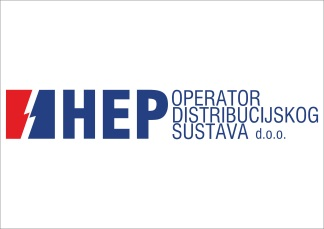 HEP
OPERATOR
DISTRIBUCIJSKOG
SUSTAVA d.o.o.